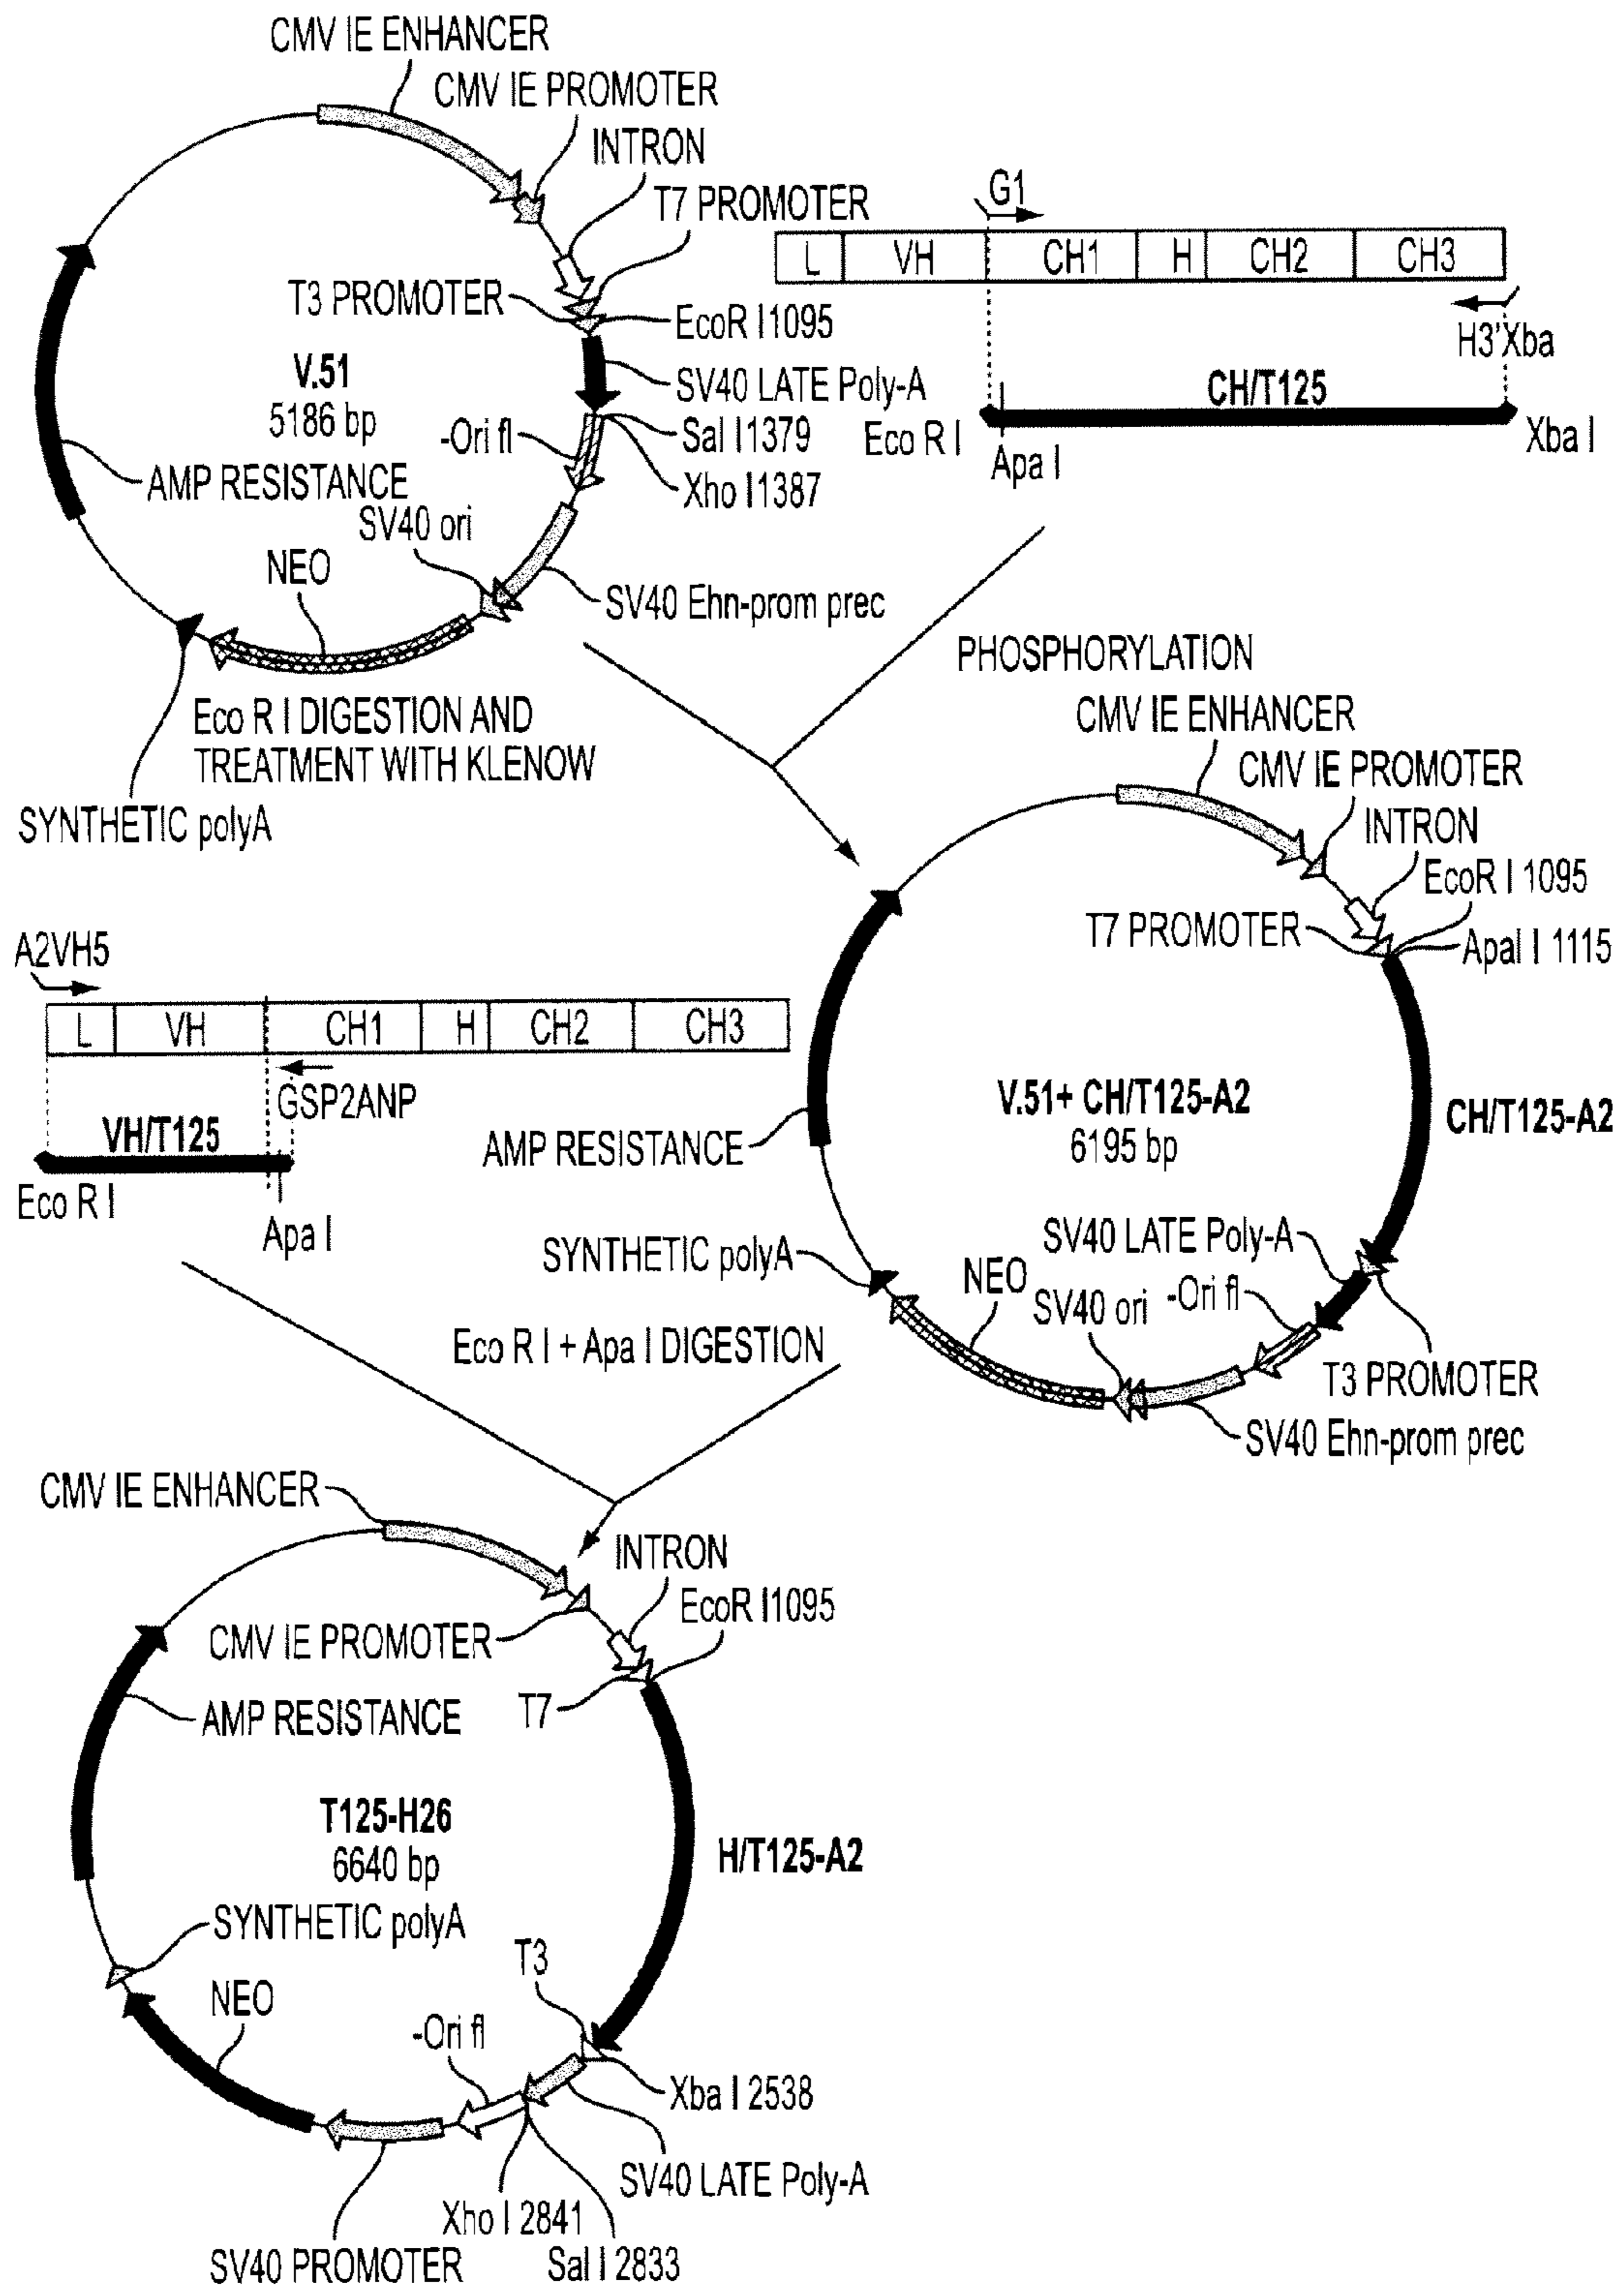 CMV IE ENHANCER
CMV IE PROMOTER
INTRON
T7 PROMOTER
T3 PROMOTER
EcoR I1095
V.51
5186 bp
SV40 LATE Poly-A
-Ori fl
Sal I1379
Xho I1387
AMP RESISTANCE
SV40 ori
NEO
SV40 Ehn-prom prec
Eco R I DIGESTION AND
TREATMENT WITH KLENOW
SYNTHETIC polyA
G1
L VH CH1 H CH2 CH3
H3'Xba
CH/T125
Eco R I
Apa I
Xba I
PHOSPHORYLATION
CMV IE ENHANCER
CMV IE PROMOTER
INTRON
EcoR I 1095
T7 PROMOTER
Apal I 1115
V.51+ CH/T125-A2
6195 bp
CH/T125-A2
AMP RESISTANCE
SYNTHETIC polyA
SV40 LATE Poly-A
NEO
SV40 ori
-Ori fl
T3 PROMOTER
SV40 Ehn-prom prec
A2VH5
L VH CH1 H CH2 CH3
GSP2ANP
VH/T125
Eco R I
Apa I
Eco R I + Apa I DIGESTION
CMV IE ENHANCER
INTRON
EcoR I1095
CMV IE PROMOTER
T7
AMP RESISTANCE
T125-H26
6640 bp
H/T125-A2
SYNTHETIC polyA
T3
NEO
-Ori fl
Xba I 2538
SV40 LATE Poly-A
Xho I 2841
Sal I 2833
SV40 PROMOTER